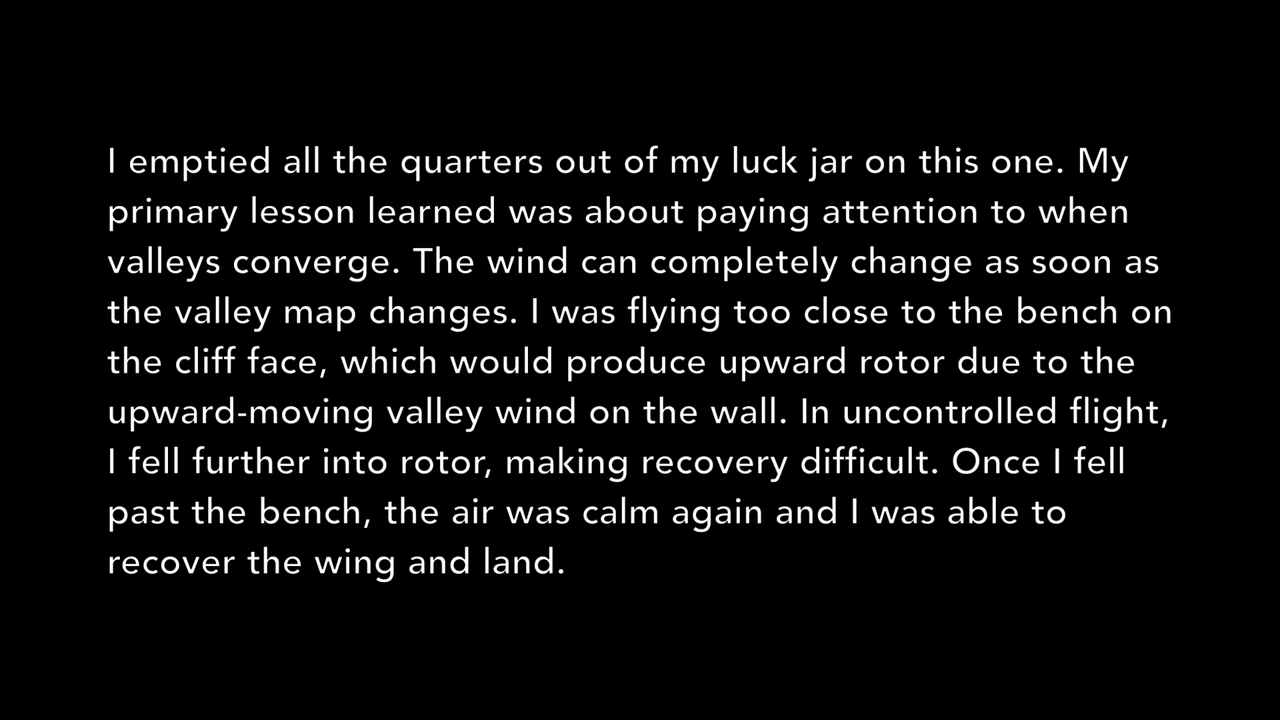 I emptied all the quarters out of my luck jar on this one. My
primary lesson learned was about paying attention to when
valleys converge. The wind can completely change as soon as
the valley map changes. I was flying too close to the bench on
the cliff face, which would produce upward rotor due to the
upward-moving valley wind on the wall. In uncontrolled flight,
I fell further into rotor, making recovery difficult. Once I fell
past the bench, the air was calm again and I was able to
recover the wing and land.